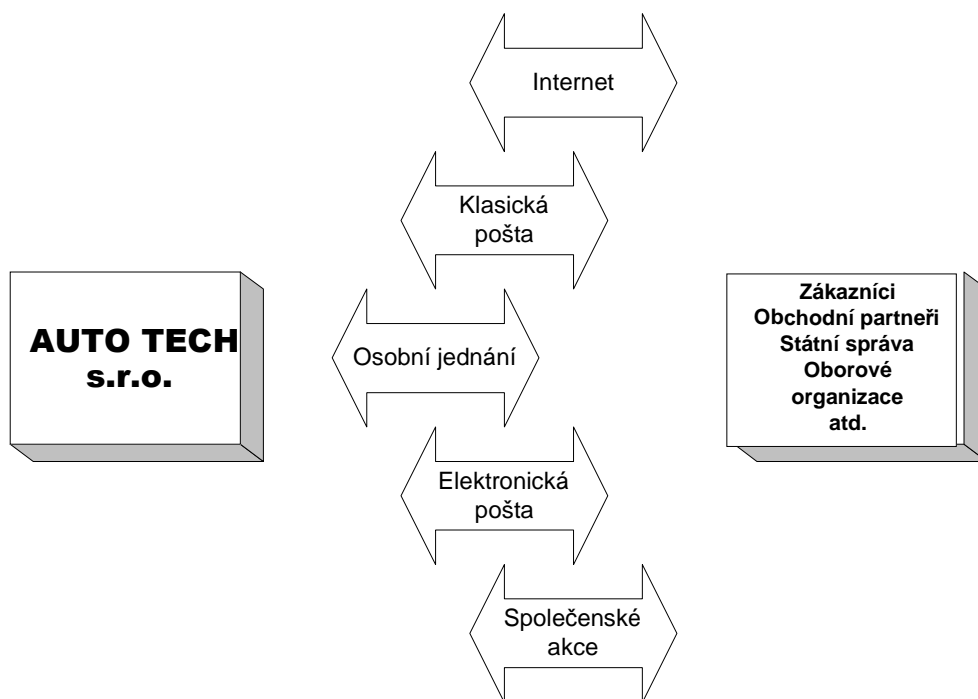 Internet
Klasická
pošta
AUTO TECH
s.r.o.
Osobní jednání
Zákazníci
Obchodní partneři
Státní správa
Oborové
organizace
atd.
Elektronická
pošta
Společenské
akce